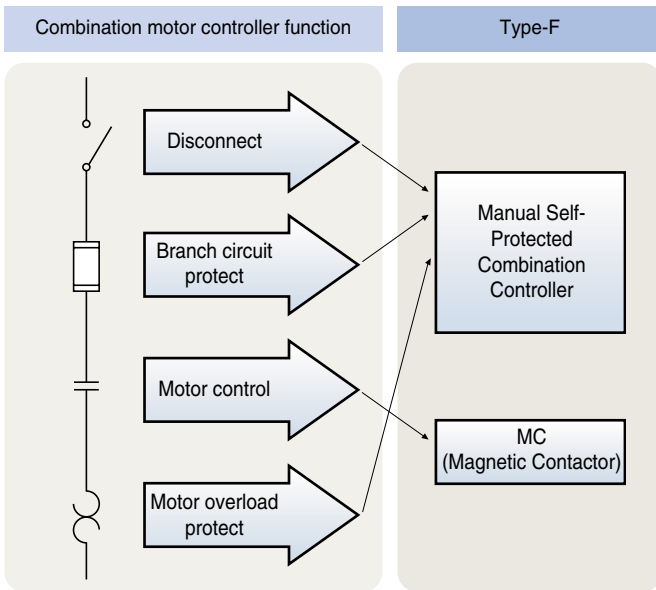 Combination motor controller function
Type-F
Disconnect
Branch circuit
protect
Motor control
Motor overload
protect
Manual Self-
Protected
Combination
Controller
MC
(Magnetic Contactor)